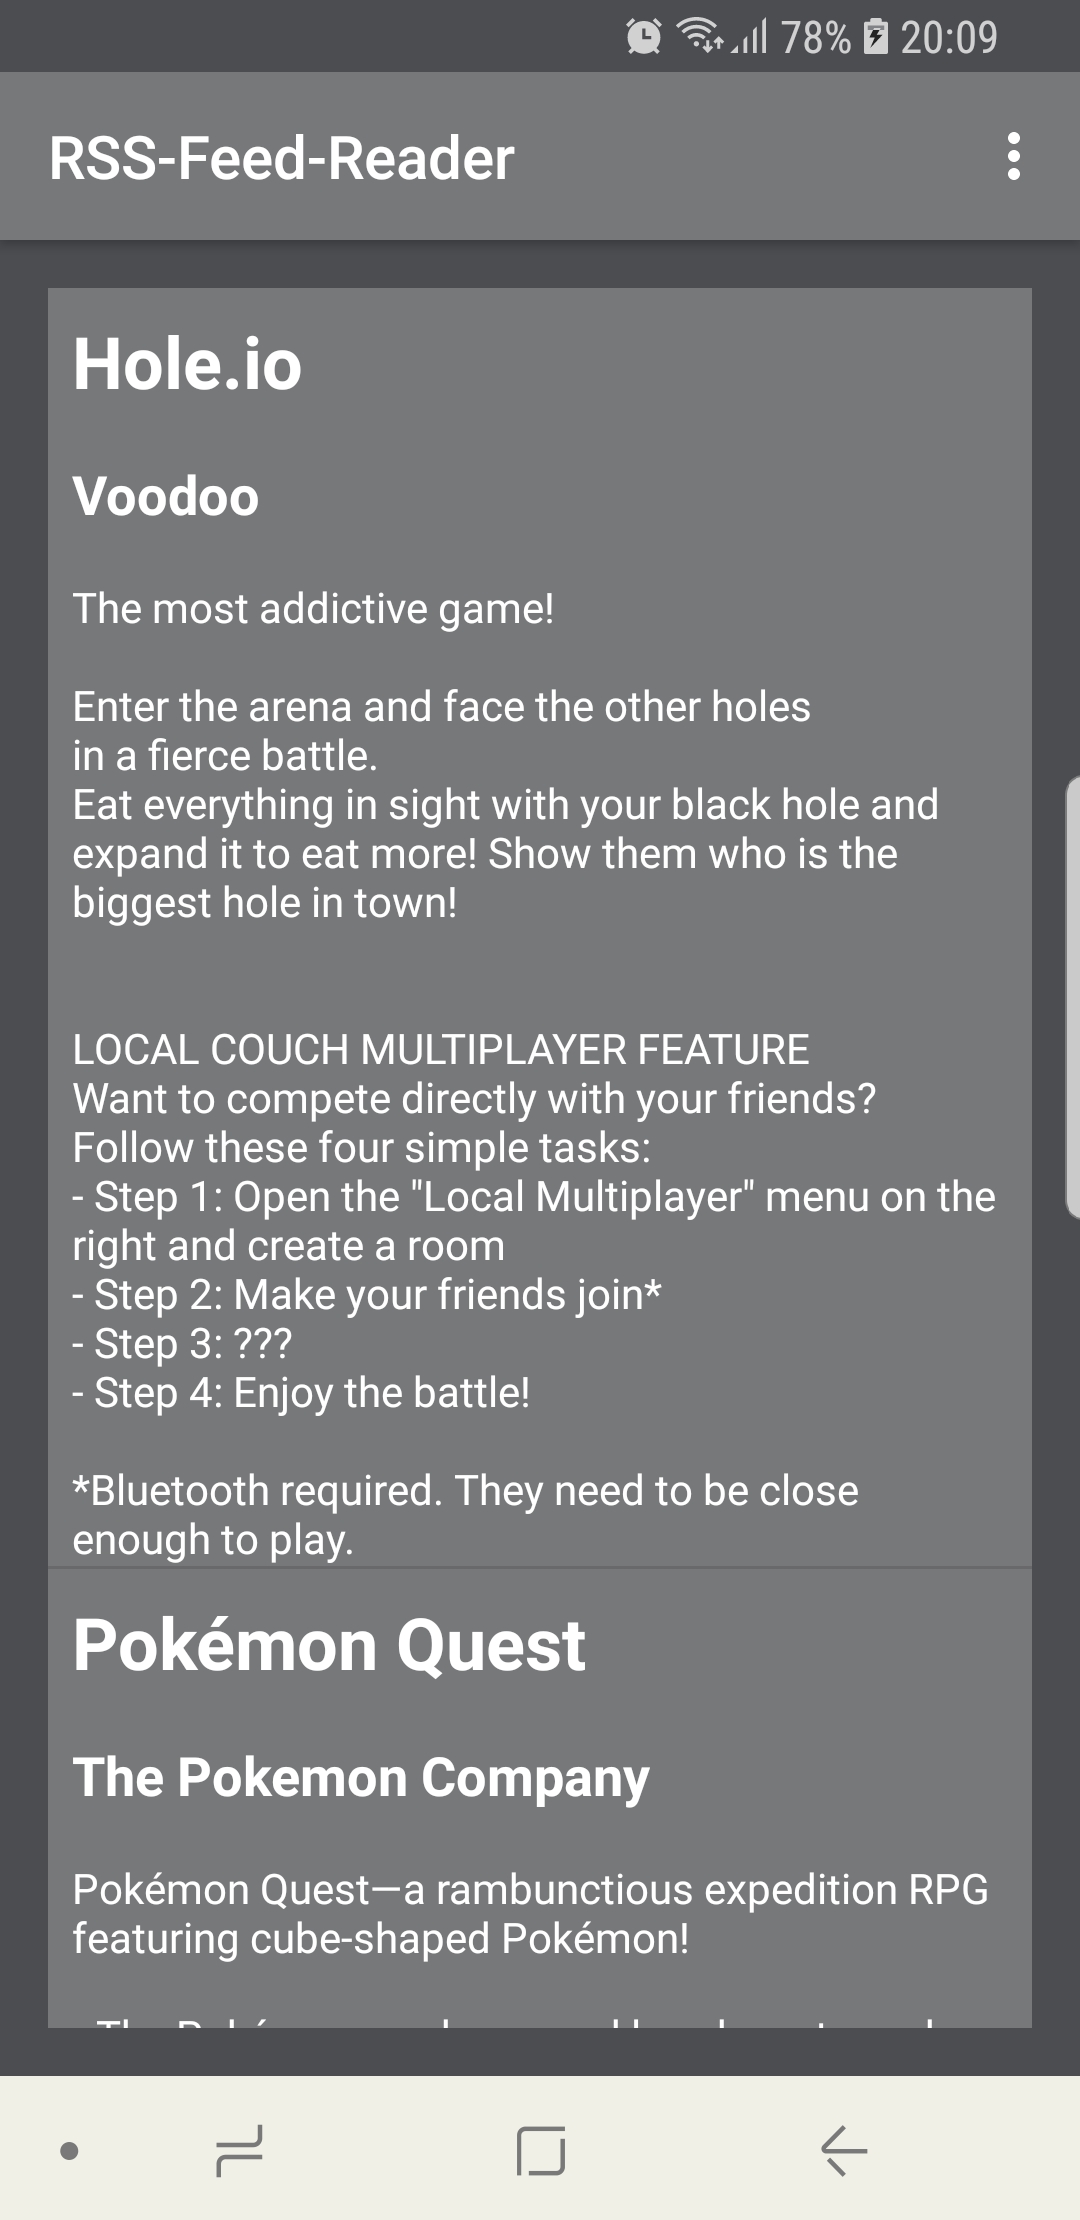 78% 20:09
RSS-Feed-Reader
Hole.io
Voodoo
The most addictive game!
Enter the arena and face the other holes
in a fierce battle.
Eat everything in sight with your black hole and
expand it to eat more! Show them who is the
biggest hole in town!
LOCAL COUCH MULTIPLAYER FEATURE
Want to compete directly with your friends?
Follow these four simple tasks:
- Step 1: Open the "Local Multiplayer" menu on the
right and create a room
- Step 2: Make your friends join*
- Step 3: ???
- Step 4: Enjoy the battle!
*Bluetooth required. They need to be close
enough to play.
Pokémon Quest
The Pokemon Company
Pokémon Quest—a rambunctious expedition RPG
featuring cube-shaped Pokémon!